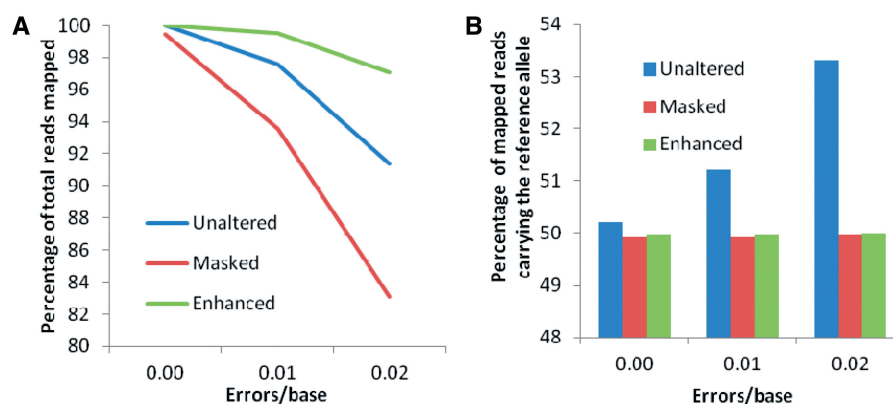 A
Percentage of total reads mapped
100
98
96
94
92
90
88
86
84
82
80
Unaltered
Masked
Enhanced
0.00 0.01 0.02
Errors/base
B
Percentage of mapped reads
carrying the reference allele
54
53
52
51
50
49
48
Unaltered
Masked
Enhanced
0.00 0.01 0.02
Errors/base